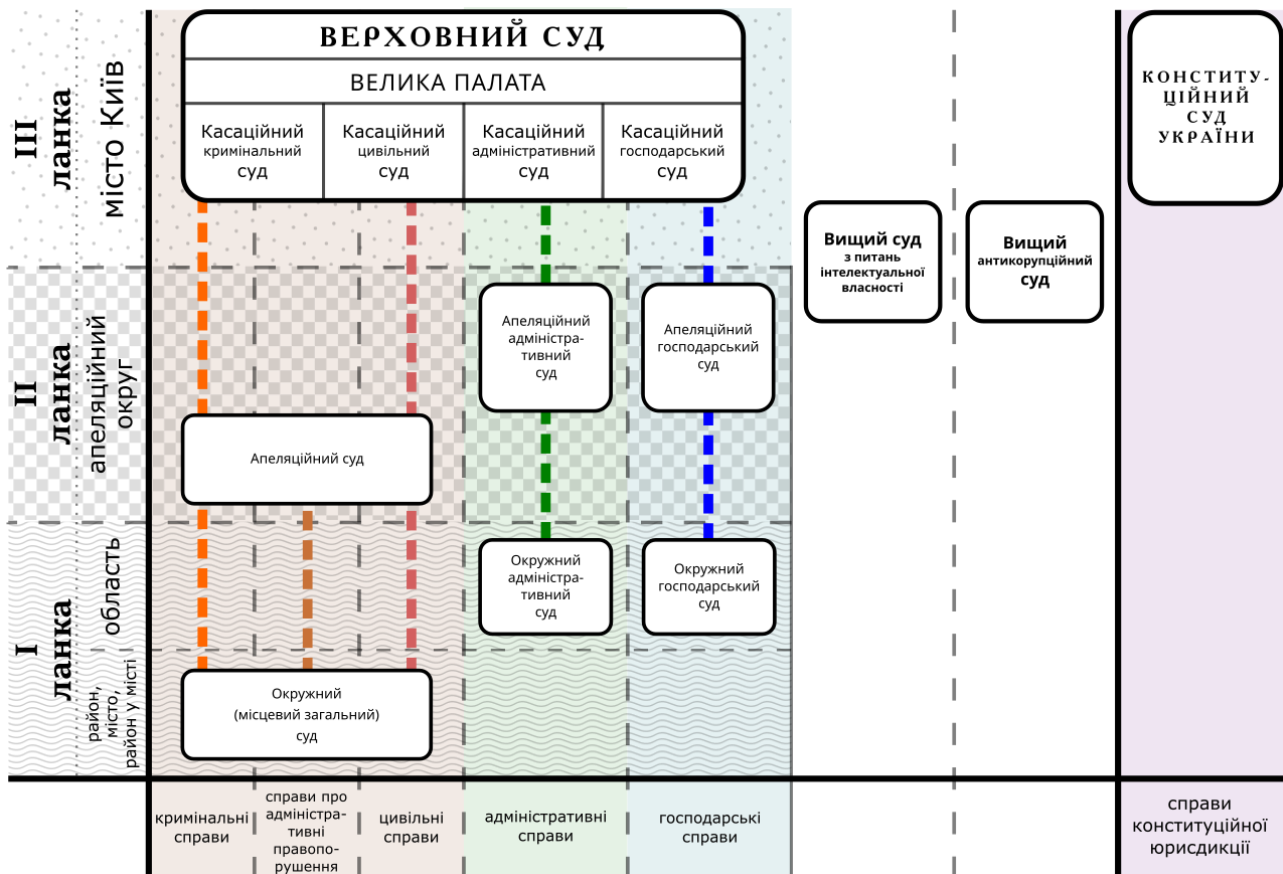 ВЕРХОВНИЙ СУД
ВЕЛИКА ПАЛАТА
Касаційний
кримінальний
суд
Касаційний
цивільний
суд
Касаційний
адміністративний
суд
Касаційний
господарський
суд
КОНСТИТУ-
ЦІЙНИЙ
СУД
УКРАЇНИ
III
ланка
місто Київ
Вищий суд
з питань
інтелектуальної
власності
Вищий
антикорупційний
суд
II
ланка
апеляційний
округ
Апеляційний
адміністра-
тивний
суд
Апеляційний
господарський
суд
Апеляційний суд
I
ланка
область
Окружний
адміністра-
тивний
суд
Окружний
господарський
суд
район,
місто,
район у місті
Окружний
(місцевий загальний)
суд
кримінальні
справи
справи про
адміністра-
тивні
правопо-
рушення
цивільні
справи
адміністративні
справи
господарські
справи
справи
конституційної
юрисдикції